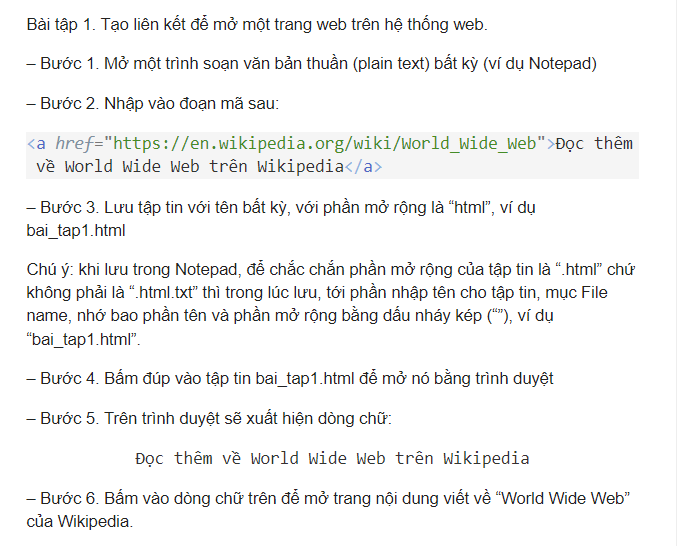 Bài tập 1. Tạo liên kết để mở một trang web trên hệ thống web.
– Bước 1. Mở một trình soạn văn bản thuần (plain text) bất kỳ (ví dụ Notepad)
– Bước 2. Nhập vào đoạn mã sau:
<a href="https://en.wikipedia.org/wiki/World_Wide_Web">Đọc thêm
về World Wide Web trên Wikipedia</a>
– Bước 3. Lưu tập tin với tên bất kỳ, với phần mở rộng là “html”, ví dụ
bai_tap1.html
Chú ý: khi lưu trong Notepad, để chắc chắn phần mở rộng của tập tin là “.html” chứ
không phải là “.html.txt” thì trong lúc lưu, tới phần nhập tên cho tập tin, mục File
name, nhớ bao phần tên và phần mở rộng bằng dấu nháy kép (“”), ví dụ
“bai_tap1.html”.
– Bước 4. Bấm đúp vào tập tin bai_tap1.html để mở nó bằng trình duyệt
– Bước 5. Trên trình duyệt sẽ xuất hiện dòng chữ:
Đọc thêm về World Wide Web trên Wikipedia
– Bước 6. Bấm vào dòng chữ trên để mở trang nội dung viết về “World Wide Web”
của Wikipedia.